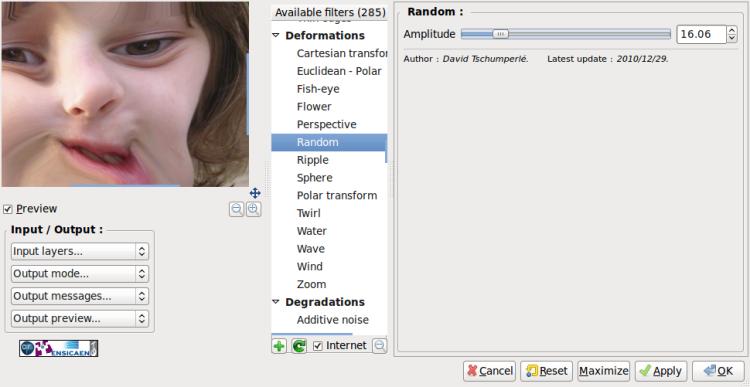 Available filters (285)
Deformations
Cartesian transfor
Euclidean - Polar
Fish-eye
Flower
Perspective
Random
Ripple
Sphere
Polar transform
Twirl
Water
Wave
Wind
Zoom
Degradations
Additive noise
Internet
Random :
Amplitude
16.06
Author : David Tschumperlé. Latest update : 2010/12/29.
Preview
Input / Output :
Input layers...
Output mode...
Output messages...
Output preview...
ENSICAEN
Cancel
Reset
Maximize
Apply
OK